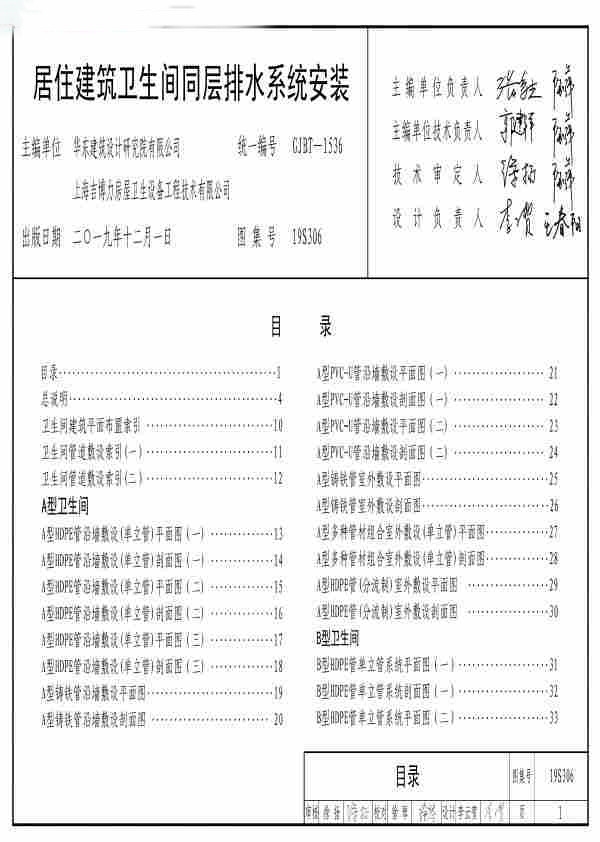 居住建筑卫生间同层排水系统安装
主编单位 华东建筑设计研究院有限公司 统一编号 GJBT—1536
上海吉博力房屋卫生设备工程技术有限公司
出版日期 二〇一九年十二月一日 图集号 19S306
主编单位负责人
主编单位技术负责人
技术审定人
设计负责人
目 录
目录 1
总说明 4
卫生间建筑平面布置索引 10
卫生间管道敷设索引(一) 11
卫生间管道敷设索引(二) 12
A型卫生间
A型HDPE管沿墙敷设(单立管)平面图(一) 13
A型HDPE管沿墙敷设(单立管)剖面图(一) 14
A型HDPE管沿墙敷设(单立管)平面图(二) 15
A型HDPE管沿墙敷设(单立管)剖面图(二) 16
A型HDPE管沿墙敷设(单立管)平面图(三) 17
A型HDPE管沿墙敷设(单立管)剖面图(三) 18
A型铸铁管沿墙敷设平面图 19
A型铸铁管沿墙敷设剖面图 20
A型PVC-U管沿墙敷设平面图(一) 21
A型PVC-U管沿墙敷设剖面图(一) 22
A型PVC-U管沿墙敷设平面图(二) 23
A型PVC-U管沿墙敷设剖面图(二) 24
A型铸铁管室外敷设平面图 25
A型铸铁管室外敷设剖面图 26
A型多种管材组合室外敷设(单立管)平面图 27
A型多种管材组合室外敷设(单立管)剖面图 28
A型HDPE管(分流制)室外敷设平面图 29
A型HDPE管(分流制)室外敷设剖面图 30
B型卫生间
B型HDPE管单立管系统平面图(一) 31
B型HDPE管单立管系统剖面图(一) 32
B型HDPE管单立管系统平面图(二) 33
目录 图集号 19S306
审核 徐扬 校对 设计 李云贺 页 1